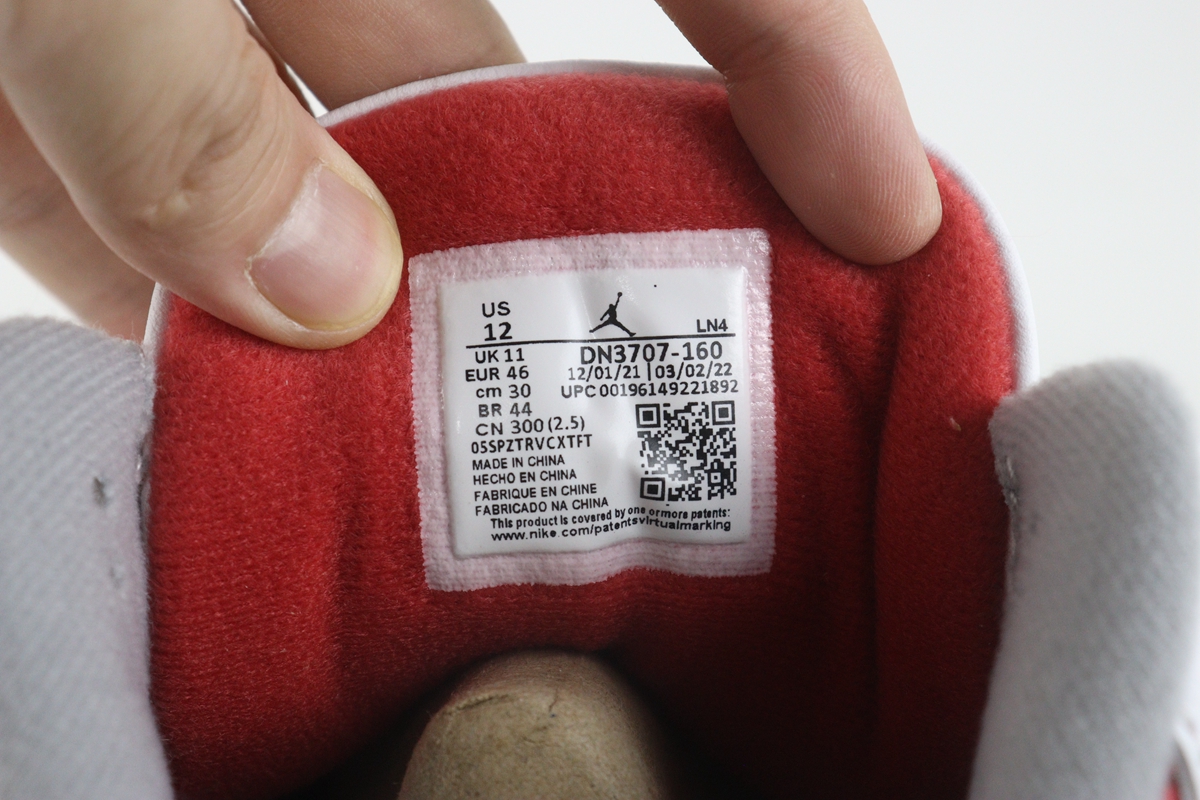 US
12
LN4
UK 11
DN3707-160
EUR 46
12/01/21 | 03/02/22
cm 30
UPC 00196149221892
BR 44
CN 300 (2.5)
05SPZTRVCXTFT
MADE IN CHINA
HECHO EN CHINA
FABRIQUE EN CHINE
FABRICADO NA CHINA
This product is covered by one ormore patents:
www.nike.com/patentsvirtualmarking